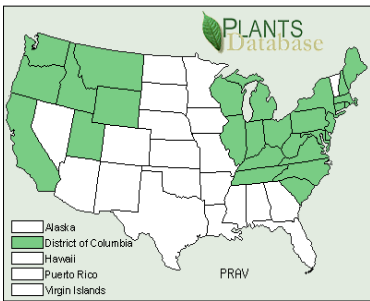 PLANTS
Database
Alaska
District of Columbia
Hawaii
Puerto Rico
Virgin Islands
PRAV